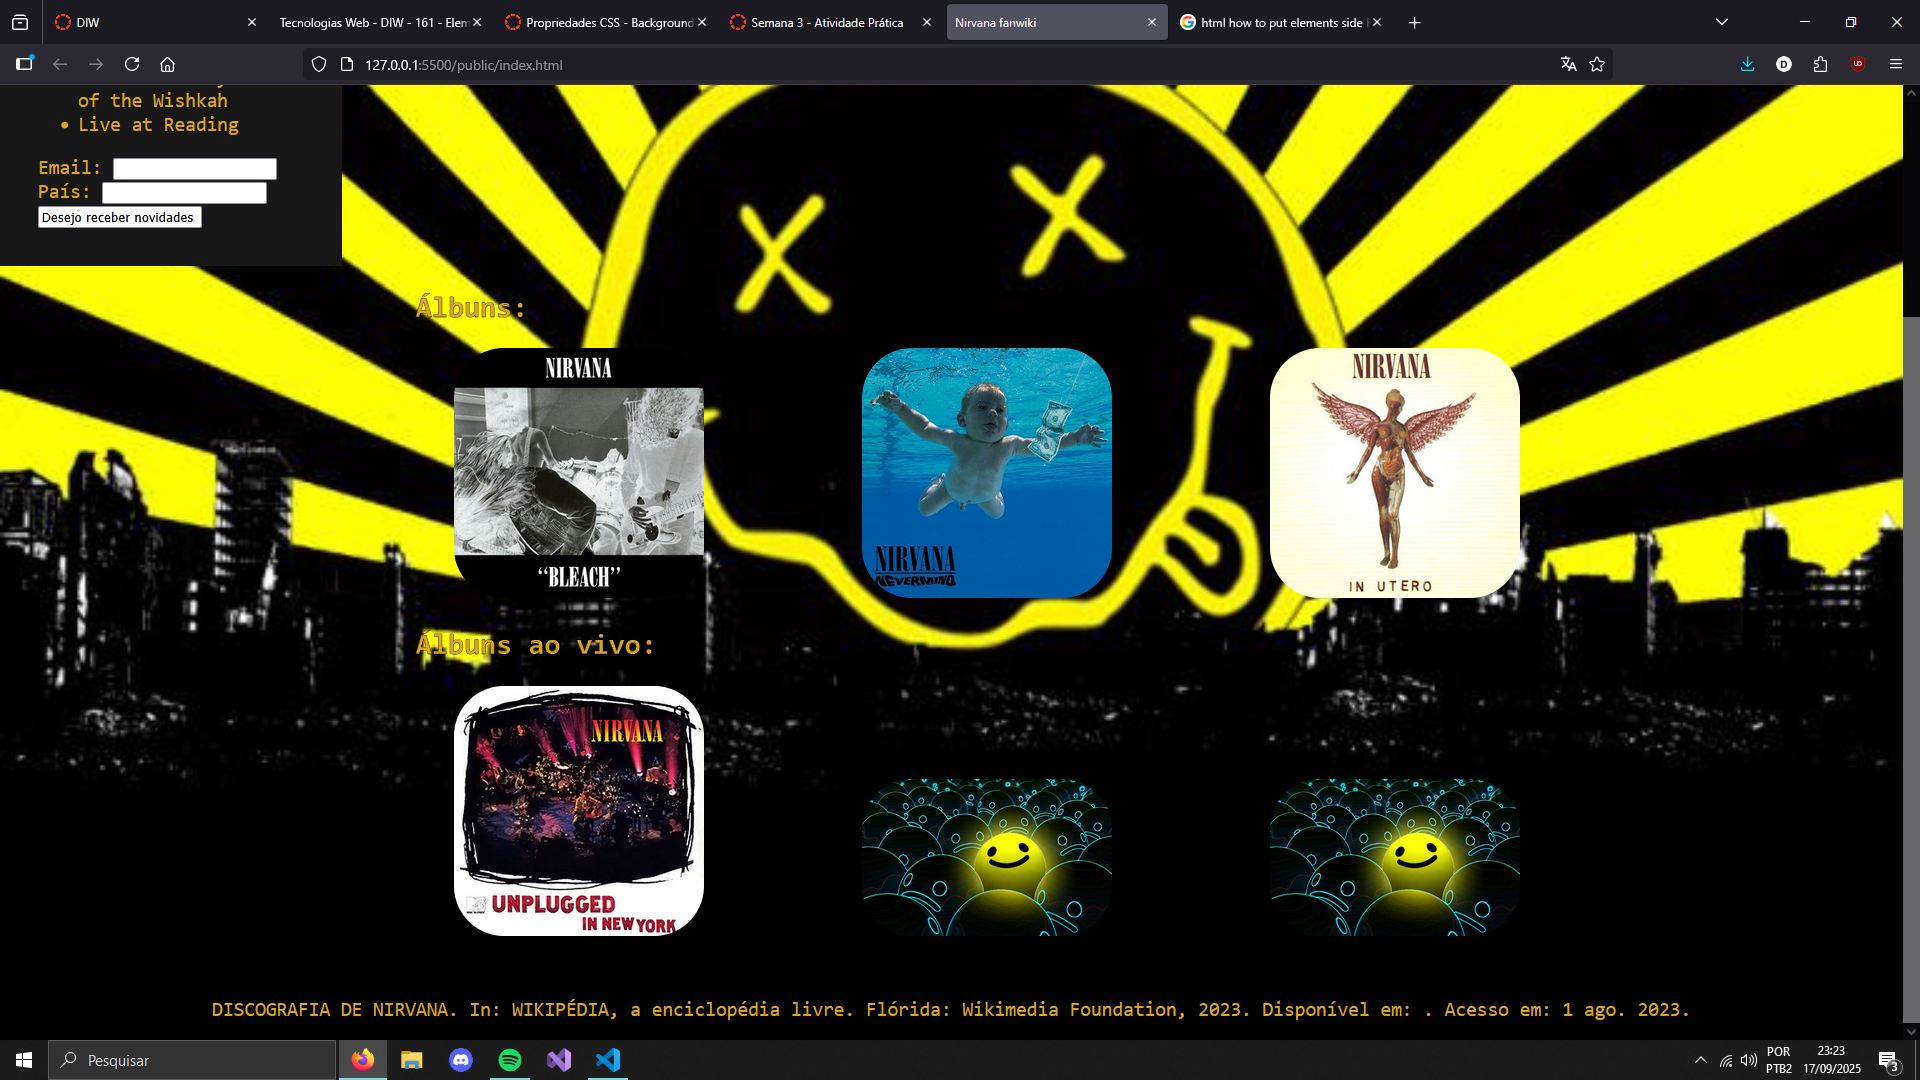 DIW
Tecnologias Web - DIW - 161 - Elem
Propriedades CSS - Background
Semana 3 - Atividade Prática
Nirvana fanwiki
html how to put elements side
127.0.0.1:5500/public/index.html
of the Wishkah
• Live at Reading
Email:
País:
Desejo receber novidades
Álbuns:
NIRVANA
“BLEACH”
NIRVANA
NEVERMIND
NIRVANA
IN UTERO
Álbuns ao vivo:
NIRVANA
UNPLUGGED
IN NEW YORK
DISCOGRAFIA DE NIRVANA. In: WIKIPÉDIA, a enciclopédia livre. Flórida: Wikimedia Foundation, 2023. Disponível em: . Acesso em: 1 ago. 2023.
Pesquisar
POR
PTB2
23:23
17/09/2025
3